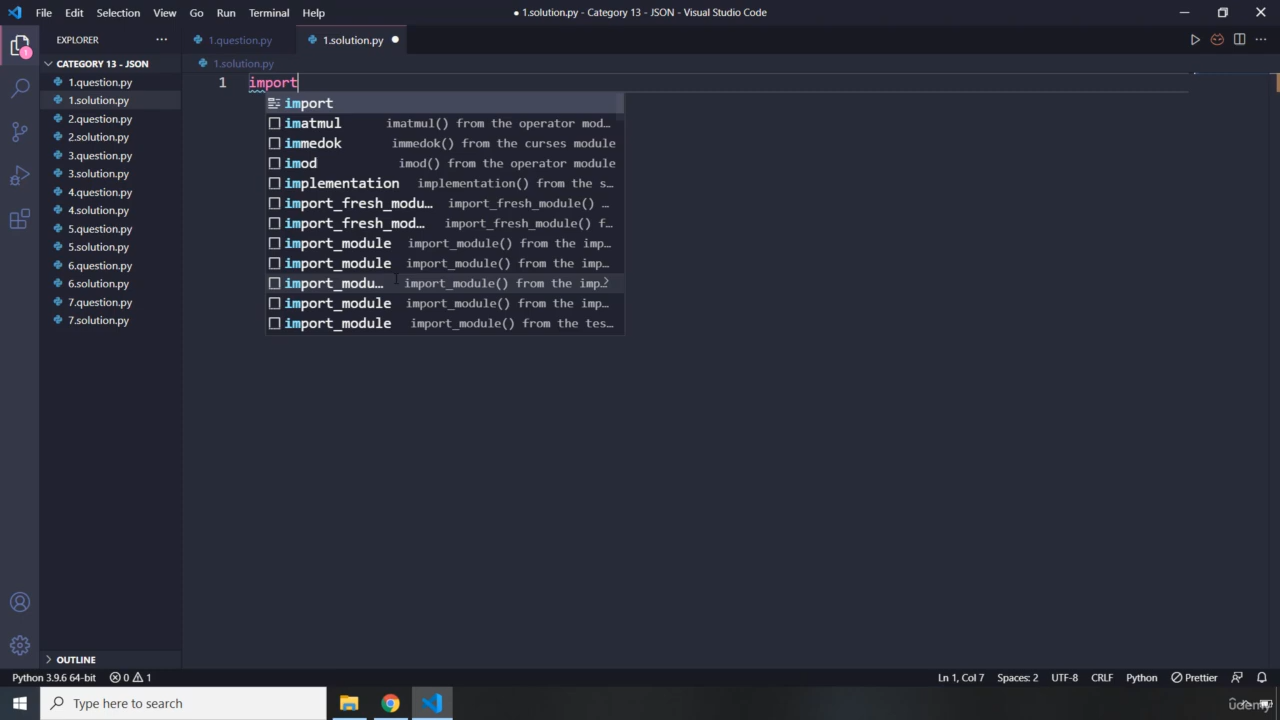 File Edit Selection View Go Run Terminal Help
● 1.solution.py - Category 13 - JSON - Visual Studio Code
EXPLORER
1.question.py
1.solution.py
CATEGORY 13 - JSON
1.solution.py
1.question.py
1.solution.py
2.question.py
2.solution.py
3.question.py
3.solution.py
4.question.py
4.solution.py
5.question.py
5.solution.py
6.question.py
6.solution.py
7.question.py
7.solution.py
1 import
import
imatmul imatmul() from the operator mod…
immedok immedok() from the curses module
imod imod() from the operator module
implementation implementation() from the s…
import_fresh_modu… import_fresh_module() …
import_fresh_mod… import_fresh_module() f…
import_module import_module() from the imp…
import_module import_module() from the imp…
import_modu… import_module() from the imp…
import_module import_module() from the imp…
import_module import_module() from the tes…
OUTLINE
Python 3.9.6 64-bit 0 1
Ln 1, Col 7 Spaces: 2 UTF-8 CRLF Python Prettier
Type here to search
Udemy